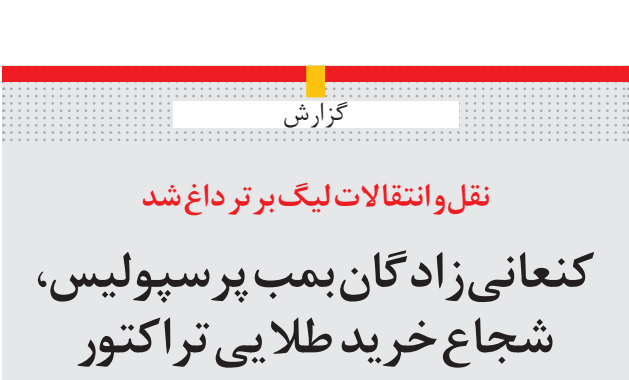 گزارش
نقل‌وانتقالات لیگ برتر داغ شد
کنعانی‌زادگان بمب پرسپولیس،
شجاع خرید طلایی تراکتور